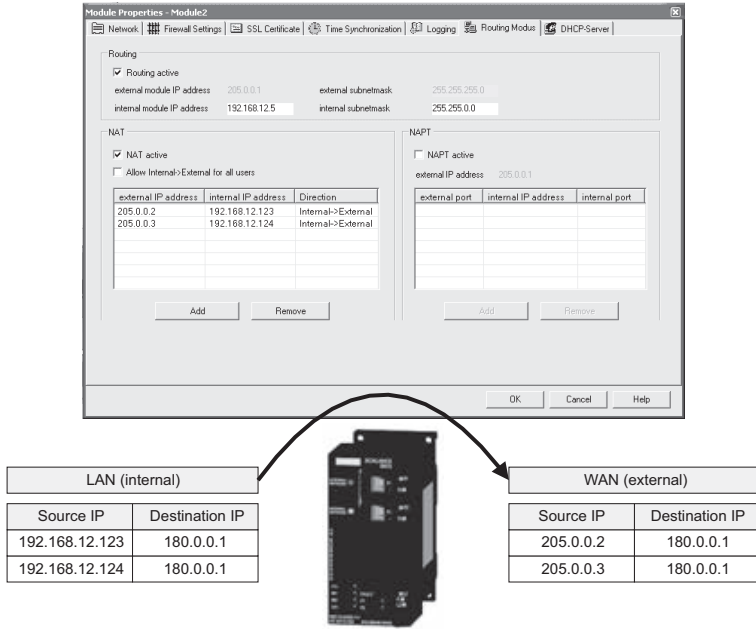 Module Properties - Module2
Network Firewall Settings SSL Certificate Time Synchronization Logging Routing Modus DHCP-Server
Routing
Routing active
external module IP address 205.0.0.1 external subnetmask 255.255.255.0
internal module IP address 192.168.12.5 internal subnetmask 255.255.0.0
NAT
NAT active
Allow Internal->External for all users
external IP address internal IP address Direction
205.0.0.2 192.168.12.123 Internal->External
205.0.0.3 192.168.12.124 Internal->External
Add Remove
NAPT
NAPT active
external IP address 205.0.0.1
external port internal IP address internal port
Add Remove
OK Cancel Help
LAN (internal)
Source IP Destination IP
192.168.12.123 180.0.0.1
192.168.12.124 180.0.0.1
WAN (external)
Source IP Destination IP
205.0.0.2 180.0.0.1
205.0.0.3 180.0.0.1